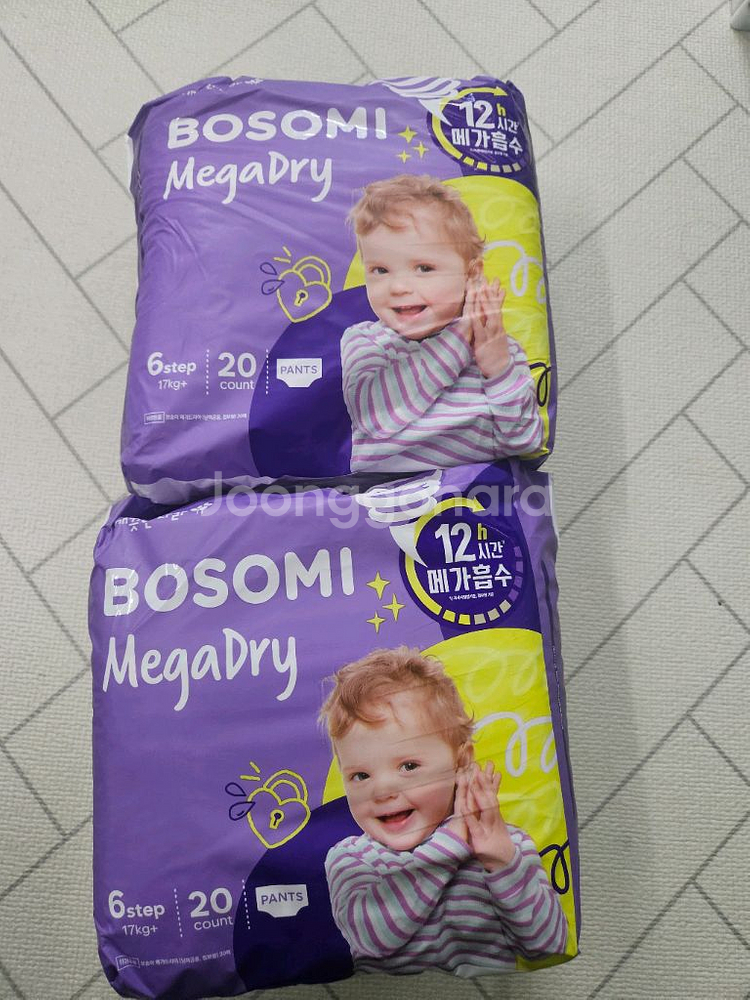 BOSOMI
MegaDry
12h
시간
메가흡수
6step
17kg+
20
count
PANTS
Joonggonara
BOSOMI
MegaDry
12h
시간
메가흡수
6step
17kg+
20
count
PANTS